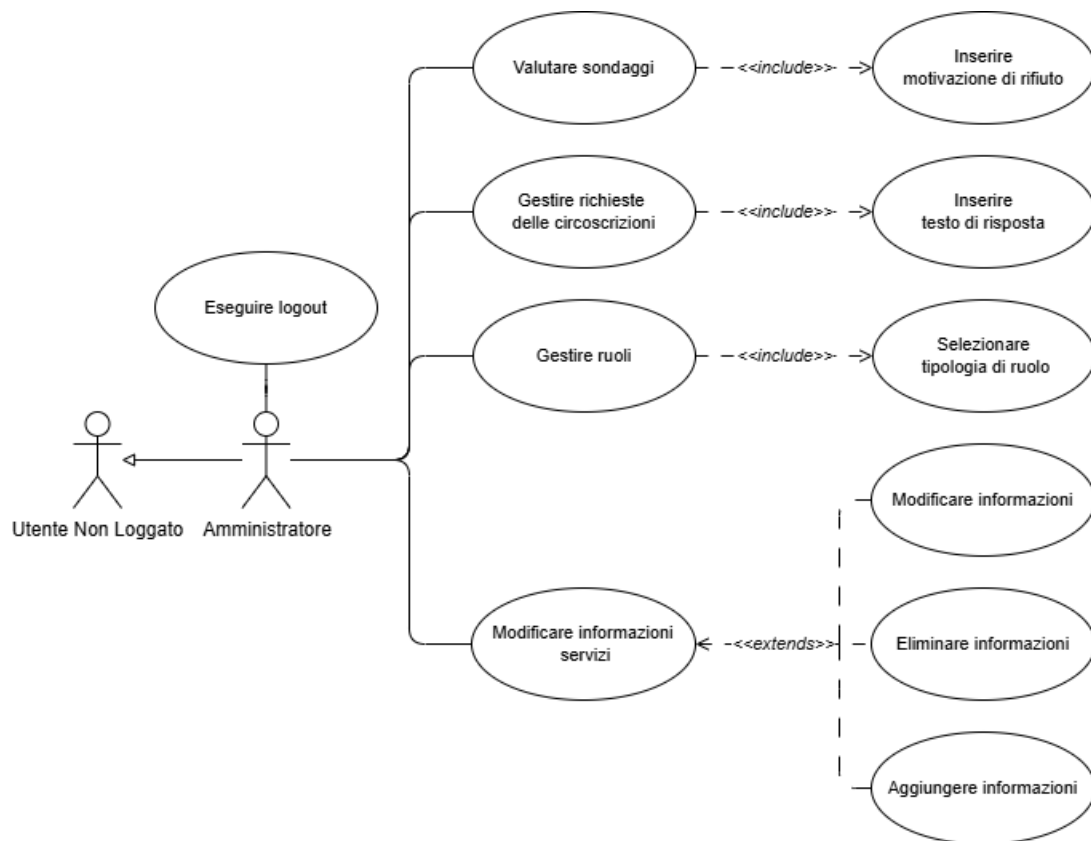 Valutare sondaggi
<<include>>
Inserire
motivazione di rifiuto
Gestire richieste
delle circoscrizioni
<<include>>
Inserire
testo di risposta
Eseguire logout
Gestire ruoli
<<include>>
Selezionare
tipologia di ruolo
Utente Non Loggato
Amministratore
Modificare informazioni
Modificare informazioni
servizi
<<extends>>
Eliminare informazioni
Aggiungere informazioni